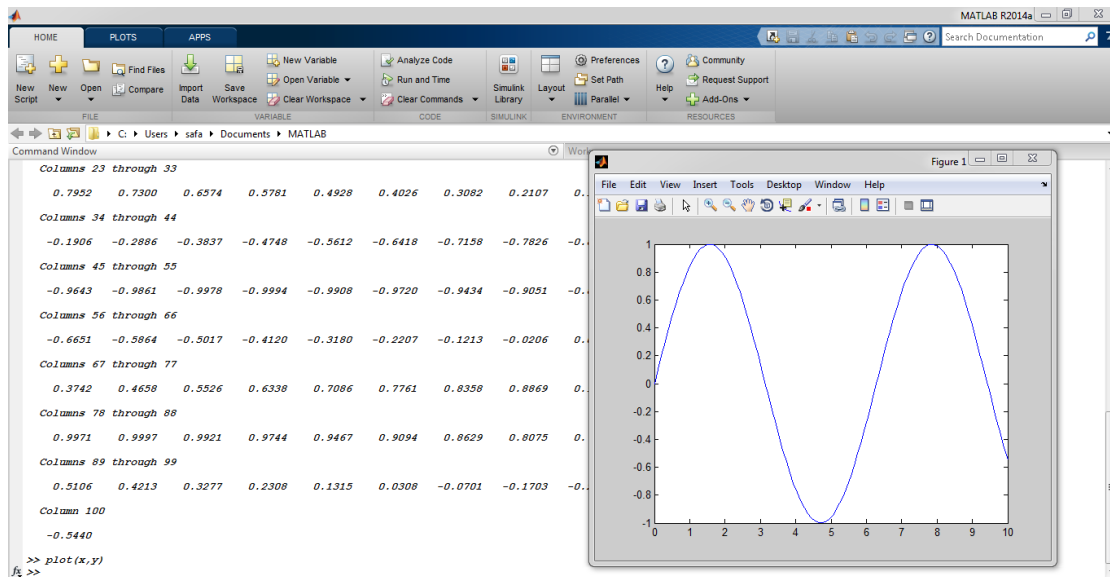 MATLAB R2014a
HOME PLOTS APPS
Search Documentation
New Script New Open Find Files Compare Import Data Save Workspace New Variable Open Variable Clear Workspace Analyze Code Run and Time Clear Commands Simulink Library Layout Preferences Set Path Parallel Help Community Request Support Add-Ons
FILE VARIABLE CODE SIMULINK ENVIRONMENT RESOURCES
C: Users safa Documents MATLAB
Command Window
Columns 23 through 33
0.7952 0.7300 0.6574 0.5781 0.4928 0.4026 0.3082 0.2107
Columns 34 through 44
-0.1906 -0.2886 -0.3837 -0.4748 -0.5612 -0.6418 -0.7158 -0.7826
Columns 45 through 55
-0.9643 -0.9861 -0.9978 -0.9994 -0.9908 -0.9720 -0.9434 -0.9051
Columns 56 through 66
-0.6651 -0.5864 -0.5017 -0.4120 -0.3180 -0.2207 -0.1213 -0.0206
Columns 67 through 77
0.3742 0.4658 0.5526 0.6338 0.7086 0.7761 0.8358 0.8869
Columns 78 through 88
0.9971 0.9997 0.9921 0.9744 0.9467 0.9094 0.8629 0.8075
Columns 89 through 99
0.5106 0.4213 0.3277 0.2308 0.1315 0.0308 -0.0701 -0.1703
Column 100
-0.5440
>> plot(x,y)
fx >>
Figure 1
File Edit View Insert Tools Desktop Window Help
1
0.8
0.6
0.4
0.2
0
-0.2
-0.4
-0.6
-0.8
-1
0 1 2 3 4 5 6 7 8 9 10